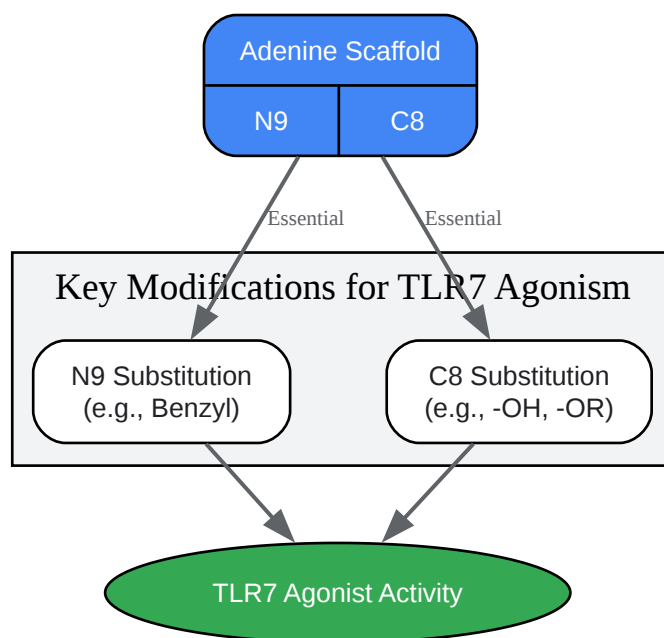 Adenine Scaffold
N9
C8
Essential
Essential
Key Modifications for TLR7 Agonism
N9 Substitution
(e.g., Benzyl)
C8 Substitution
(e.g., -OH, -OR)
TLR7 Agonist Activity